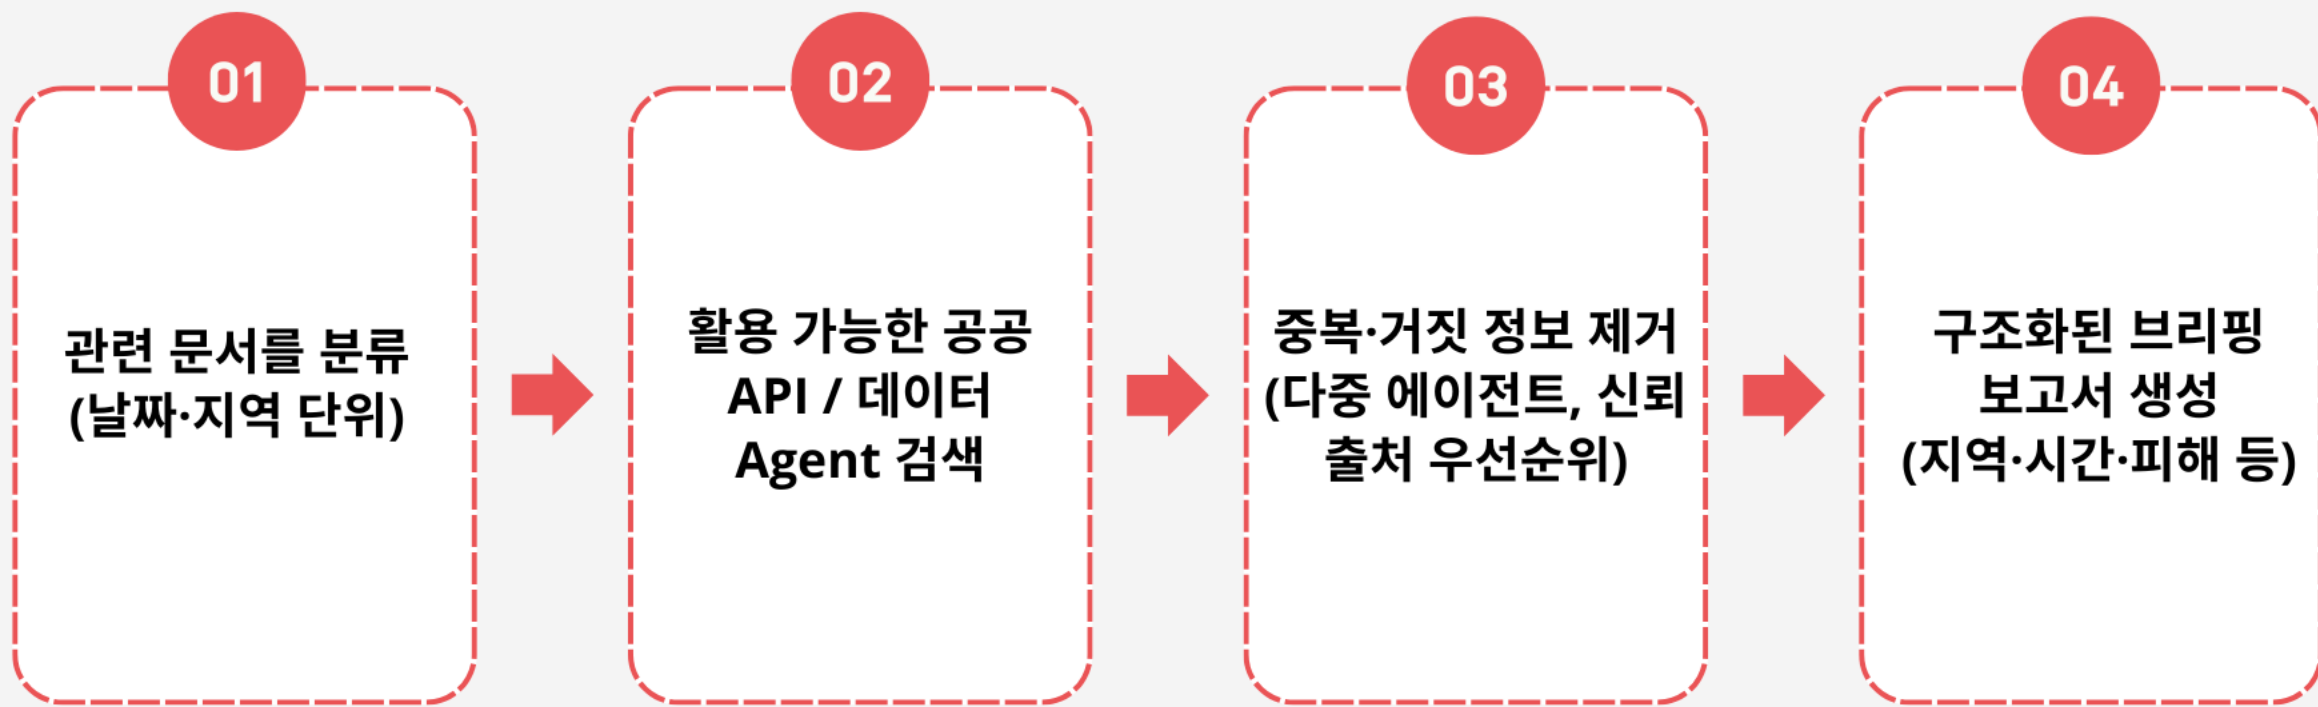 01
관련 문서를 분류
(날짜·지역 단위)
02
활용 가능한 공공
API / 데이터
Agent 검색
03
중복·거짓 정보 제거
(다중 에이전트, 신뢰
출처 우선순위)
04
구조화된 브리핑
보고서 생성
(지역·시간·피해 등)